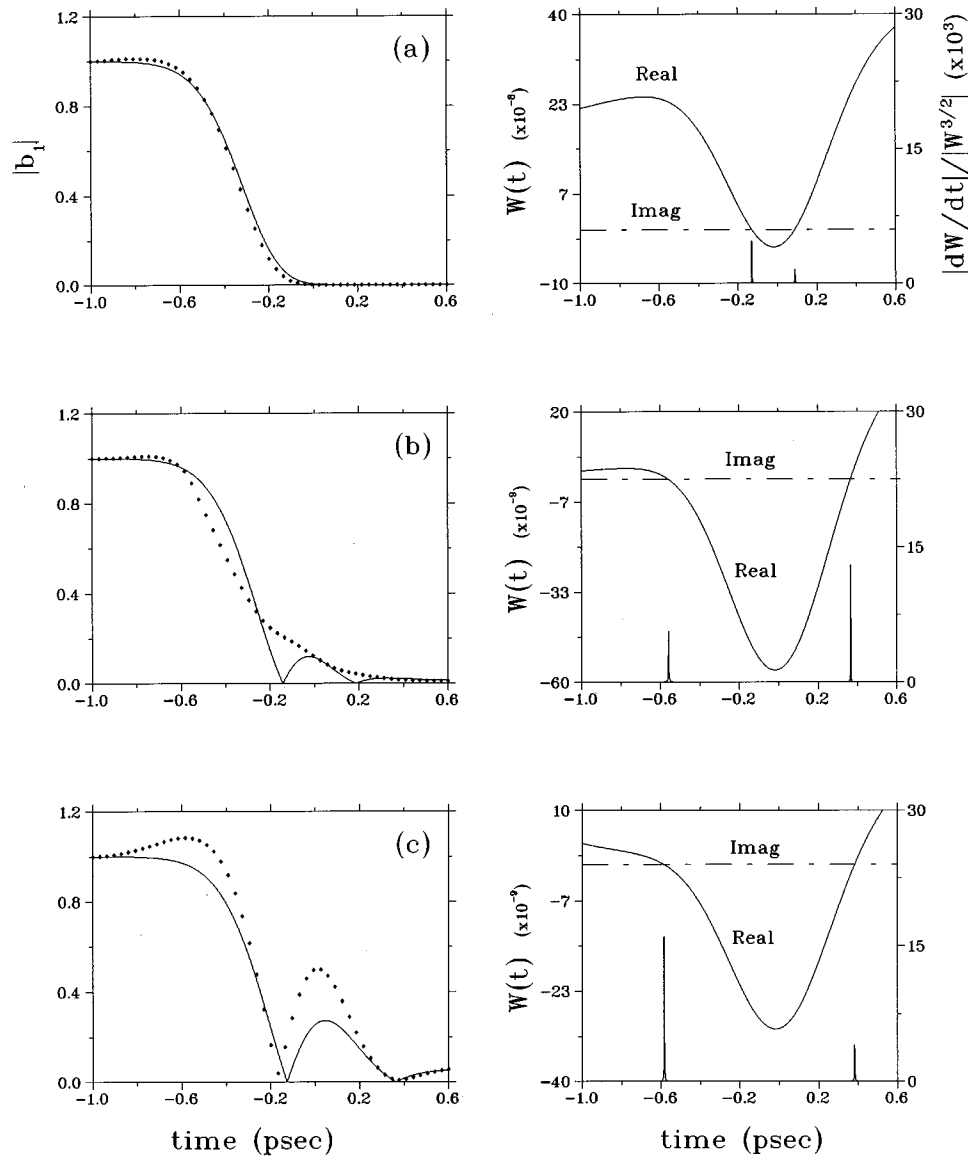 1.2
0.8
0.4
0.0
|b₁|
(a)
-1.0 -0.6 -0.2 0.2 0.6
40
23
7
-10
W(t) (x10⁻⁸)
Real
Imag
30
15
0
|dW/dt|/|W³ᐟ²| (x10³)
-1.0 -0.6 -0.2 0.2 0.6
1.2
0.8
0.4
0.0
(b)
-1.0 -0.6 -0.2 0.2 0.6
20
-7
-33
-60
W(t) (x10⁻⁹)
Imag
Real
30
15
0
-1.0 -0.6 -0.2 0.2 0.6
1.2
0.8
0.4
0.0
(c)
-1.0 -0.6 -0.2 0.2 0.6
time (psec)
10
-7
-23
-40
W(t) (x10⁻⁹)
Imag
Real
30
15
0
-1.0 -0.6 -0.2 0.2 0.6
time (psec)